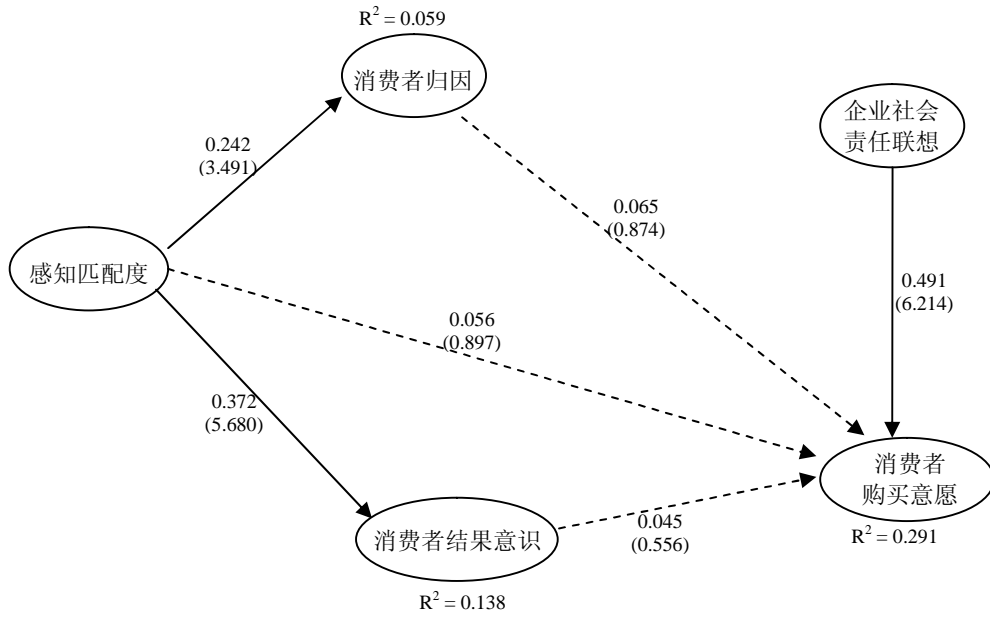 R² = 0.059
消费者归因
企业社会
责任联想
0.242
(3.491)
0.065
(0.874)
感知匹配度
0.491
(6.214)
0.056
(0.897)
0.372
(5.680)
消费者
购买意愿
R² = 0.291
消费者结果意识
0.045
(0.556)
R² = 0.138